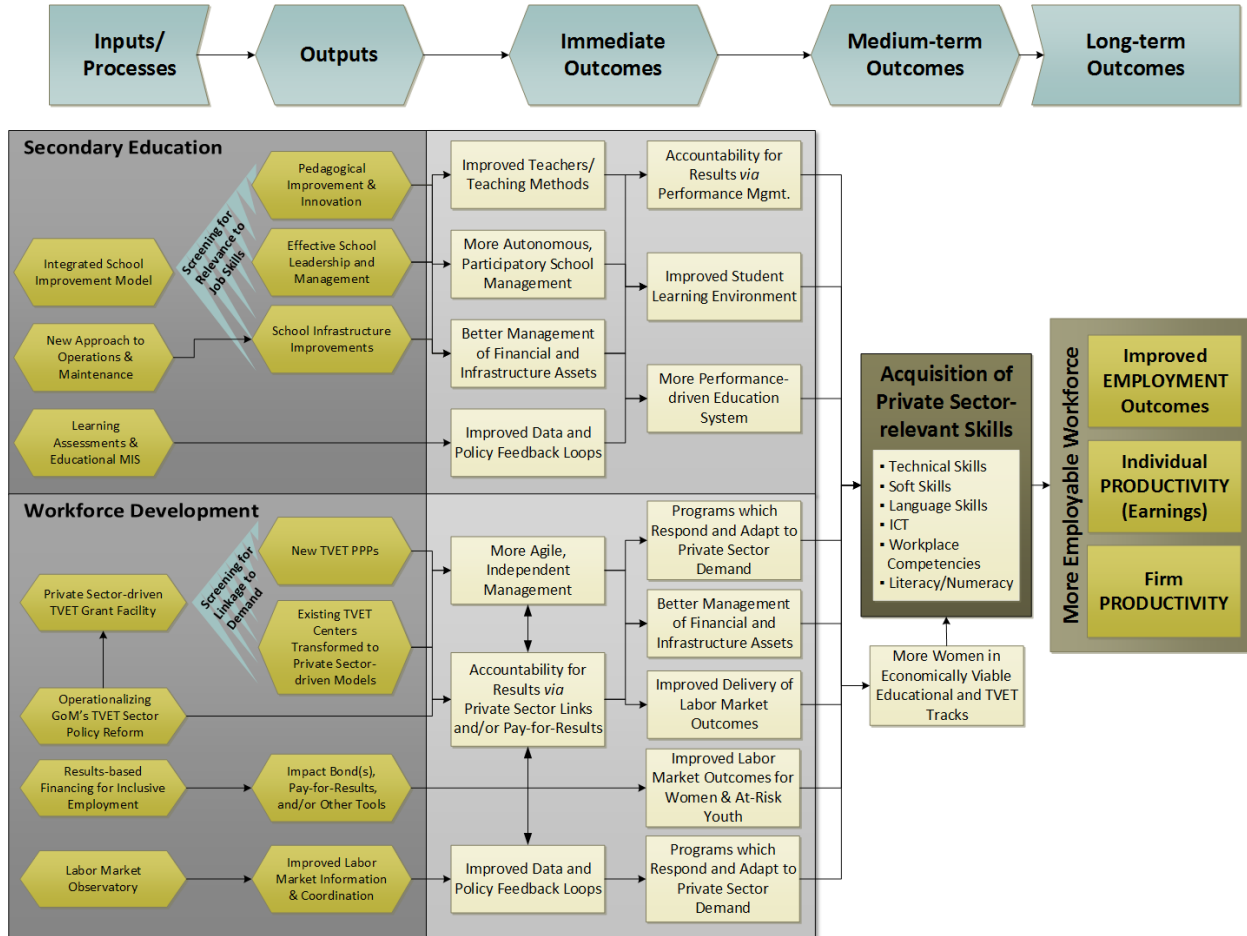 Inputs/
Processes
Outputs
Immediate
Outcomes
Medium-term
Outcomes
Long-term
Outcomes
Secondary Education
Integrated School
Improvement Model
New Approach to
Operations &
Maintenance
Learning
Assessments &
Educational MIS
Screening for
Relevance to
Job Skills
Pedagogical
Improvement &
Innovation
Effective School
Leadership and
Management
School Infrastructure
Improvements
Improved Teachers/
Teaching Methods
More Autonomous,
Participatory School
Management
Better Management
of Financial and
Infrastructure Assets
Improved Data and
Policy Feedback Loops
Accountability for
Results via
Performance Mgmt.
Improved Student
Learning Environment
More Performance-
driven Education
System
Workforce Development
Private Sector-driven
TVET Grant Facility
Operationalizing
GoM's TVET Sector
Policy Reform
Results-based
Financing for Inclusive
Employment
Labor Market
Observatory
Screening for
Linkage to
Demand
New TVET PPPs
Existing TVET
Centers
Transformed to
Private Sector-
driven Models
Impact Bond(s),
Pay-for-Results,
and/or Other Tools
Improved Labor
Market Information
& Coordination
More Agile,
Independent
Management
Accountability for
Results via
Private Sector Links
and/or Pay-for-Results
Improved Data and
Policy Feedback Loops
Programs which
Respond and Adapt to
Private Sector
Demand
Better Management
of Financial and
Infrastructure Assets
Improved Delivery of
Labor Market
Outcomes
Improved Labor
Market Outcomes for
Women & At-Risk
Youth
Programs which
Respond and Adapt to
Private Sector
Demand
Acquisition of
Private Sector-
relevant Skills
▪ Technical Skills
▪ Soft Skills
▪ Language Skills
▪ ICT
▪ Workplace
Competencies
▪ Literacy/Numeracy
More Women in
Economically Viable
Educational and TVET
Tracks
More Employable Workforce
Improved
EMPLOYMENT
Outcomes
Individual
PRODUCTIVITY
(Earnings)
Firm
PRODUCTIVITY